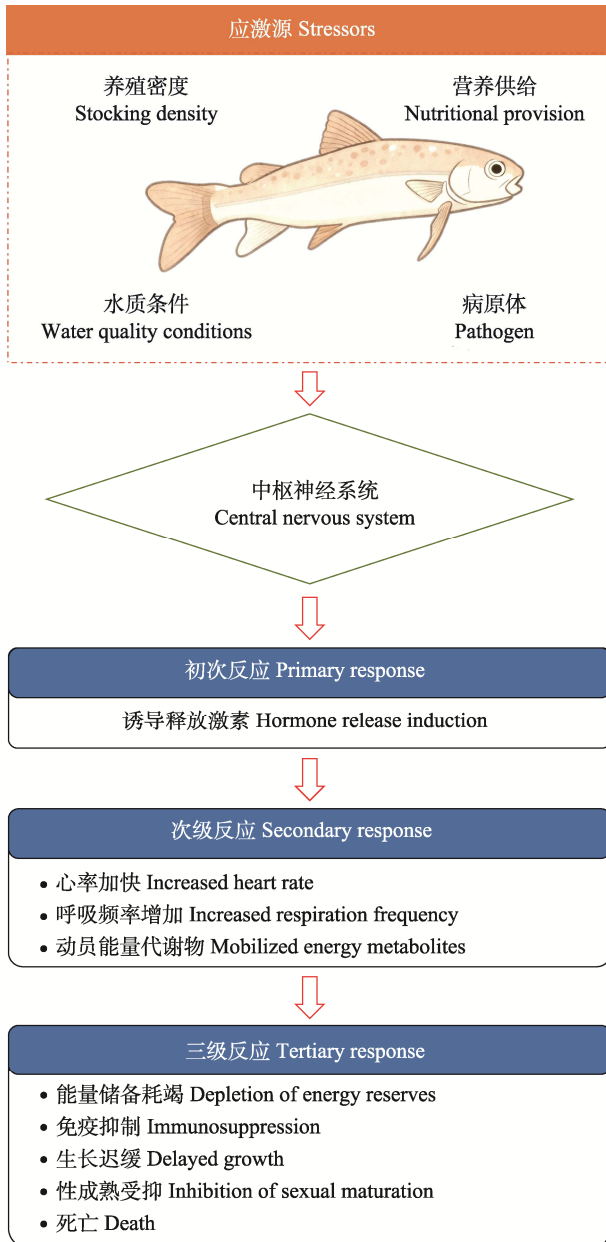 应激源 Stressors
养殖密度
Stocking density
营养供给
Nutritional provision
水质条件
Water quality conditions
病原体
Pathogen
中枢神经系统
Central nervous system
初次反应 Primary response
诱导释放激素 Hormone release induction
次级反应 Secondary response
• 心率加快 Increased heart rate
• 呼吸频率增加 Increased respiration frequency
• 动员能量代谢物 Mobilized energy metabolites
三级反应 Tertiary response
• 能量储备耗竭 Depletion of energy reserves
• 免疫抑制 Immunosuppression
• 生长迟缓 Delayed growth
• 性成熟受抑 Inhibition of sexual maturation
• 死亡 Death